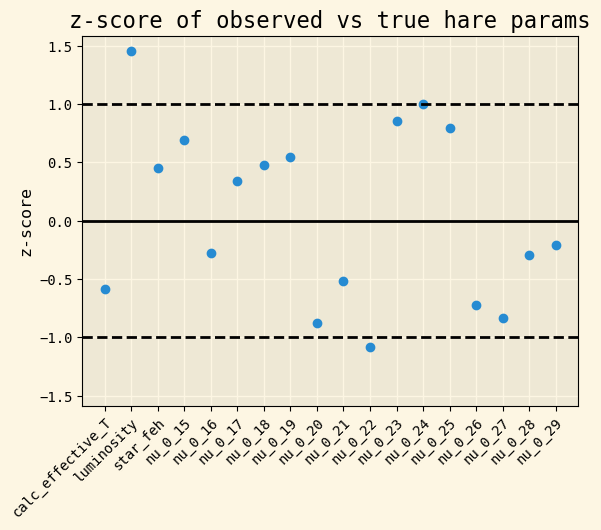 z-score of observed vs true hare params
z-score
1.5
1.0
0.5
0.0
−0.5
−1.0
−1.5
calc_effective_T
luminosity
star_feh
nu_0_15
nu_0_16
nu_0_17
nu_0_18
nu_0_19
nu_0_20
nu_0_21
nu_0_22
nu_0_23
nu_0_24
nu_0_25
nu_0_26
nu_0_27
nu_0_28
nu_0_29